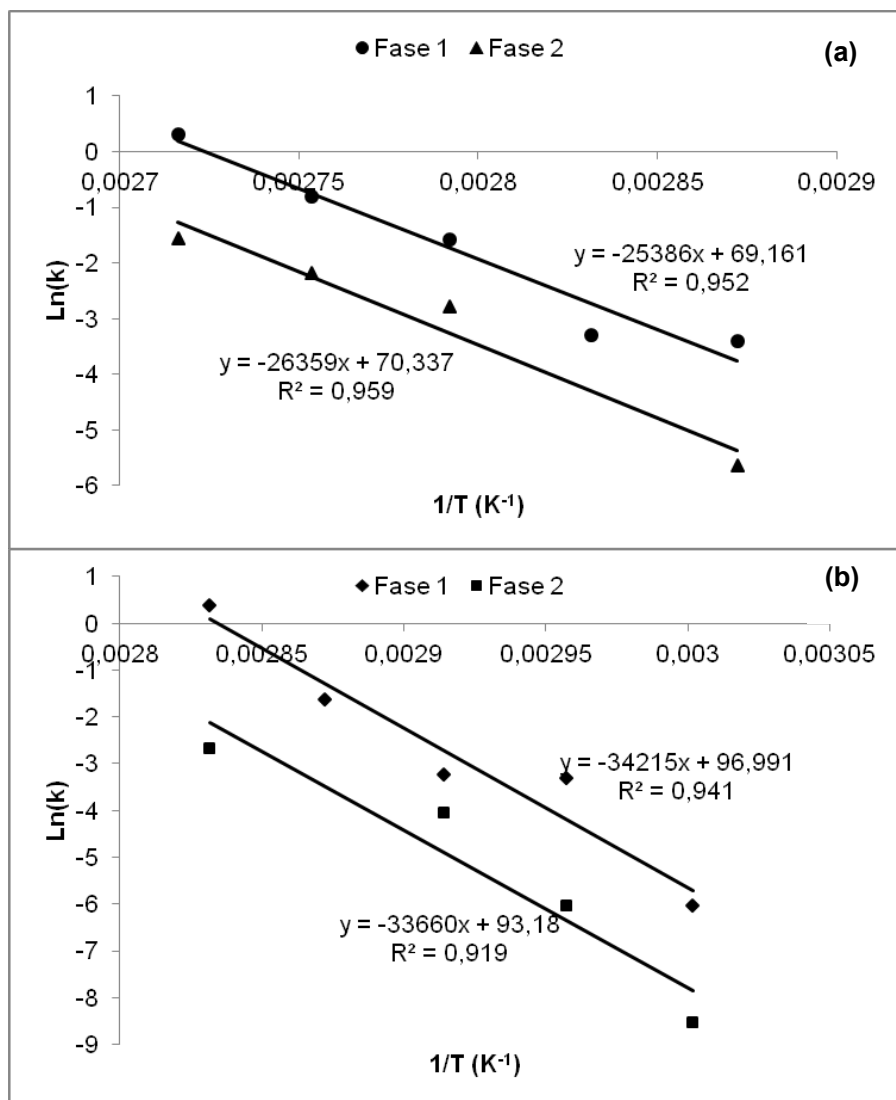 Fase 1 Fase 2
(a)
1
0
0,0027 0,00275 0,0028 0,00285 0,0029
-1
-2
-3
-4
-5
-6
Ln(k)
y = -25386x + 69,161
R² = 0,952
y = -26359x + 70,337
R² = 0,959
1/T (K⁻¹)
Fase 1 Fase 2
(b)
1
0
0,0028 0,00285 0,0029 0,00295 0,003 0,00305
-1
-2
-3
-4
-5
-6
-7
-8
-9
Ln(k)
y = -34215x + 96,991
R² = 0,941
y = -33660x + 93,18
R² = 0,919
1/T (K⁻¹)